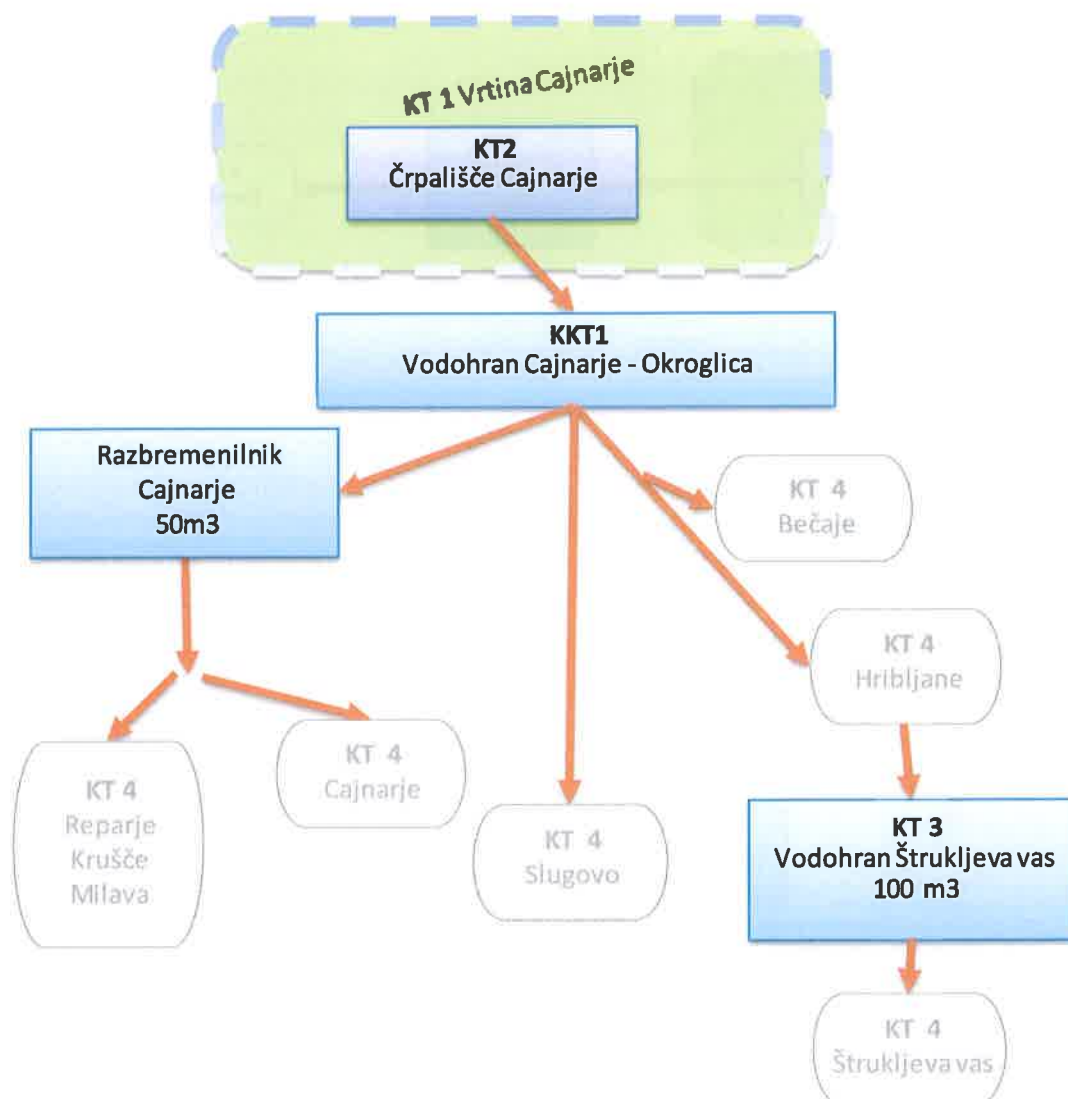 KT 1 Vrtina Cajnarje
KT2
Črpališče Cajnarje
KKT1
Vodohran Cajnarje - Okroglica
Razbremenilnik
Cajnarje
50m3
KT 4
Bečaje
KT 4
Hribljane
KT 4
Reparje
Krušče
Milava
KT 4
Cajnarje
KT 4
Slugovo
KT 3
Vodohran Štrukljeva vas
100 m3
KT 4
Štrukljeva vas